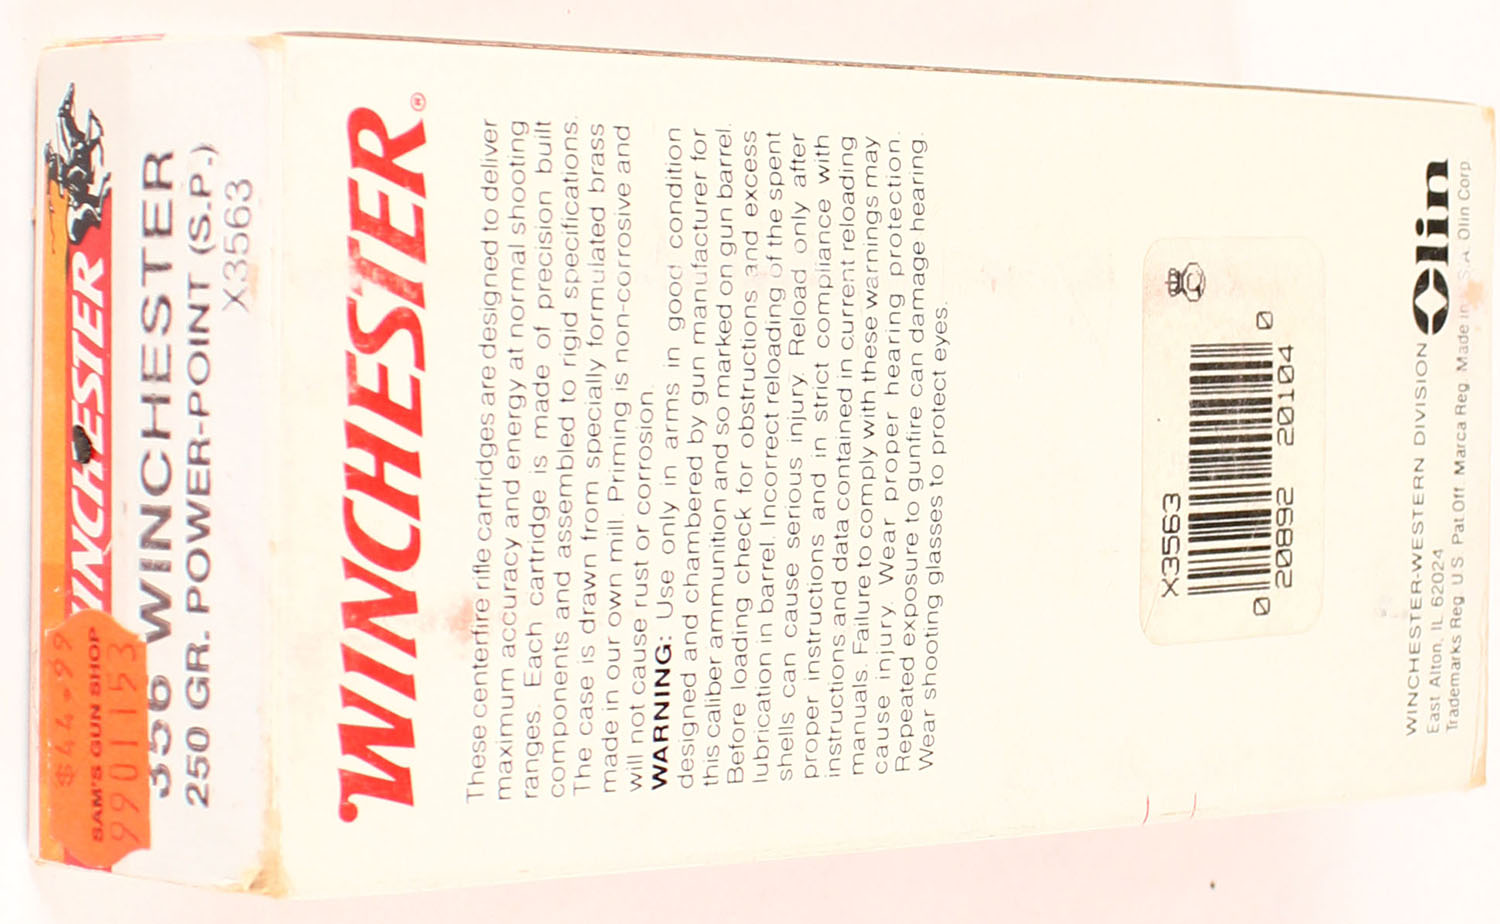 WINCHESTER
$44.99
SAM'S GUN SHOP
9901153
356 WINCHESTER
250 GR. POWER-POINT (S.P.)
X3563
WINCHESTER®
These centerfire rifle cartridges are designed to deliver
maximum accuracy and energy at normal shooting
ranges. Each cartridge is made of precision built
components and assembled to rigid specifications.
The case is drawn from specially formulated brass
made in our own mill. Priming is non-corrosive and
will not cause rust or corrosion.
WARNING: Use only in arms in good condition
designed and chambered by gun manufacturer for
this caliber ammunition and so marked on gun barrel.
Before loading check for obstructions and excess
lubrication in barrel. Incorrect reloading of the spent
shells can cause serious injury. Reload only after
proper instructions and in strict compliance with
instructions and data contained in current reloading
manuals. Failure to comply with these warnings may
cause injury. Wear proper hearing protection.
Repeated exposure to gunfire can damage hearing.
Wear shooting glasses to protect eyes.
X3563
0 20892 20104 0
WINCHESTER-WESTERN DIVISION Olin
East Alton, IL 62024
Trademarks Reg US Pat Off Marca Reg Made in U.S.A. Olin Corp